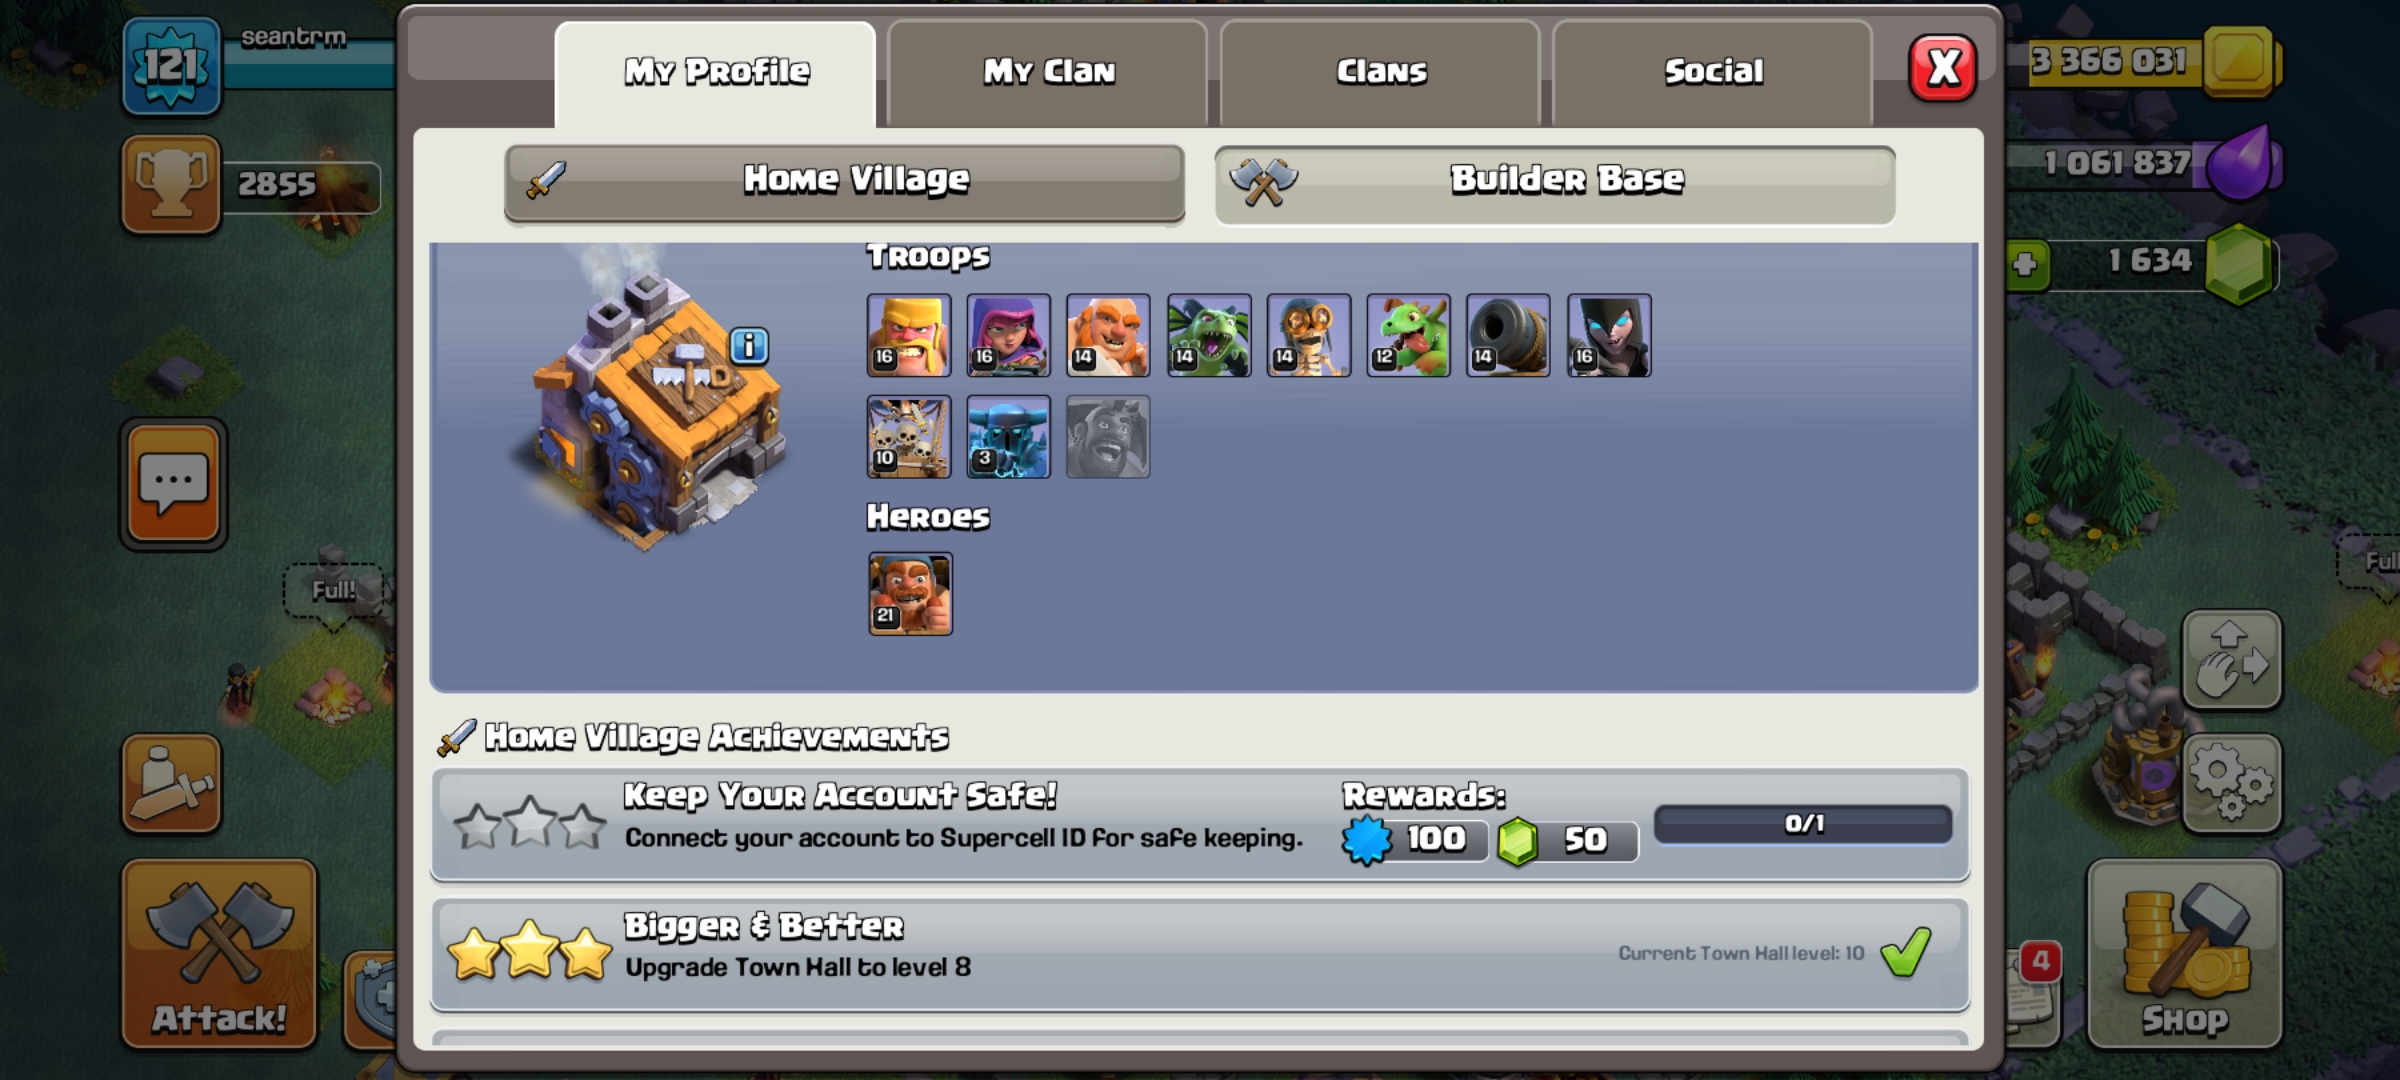 121
seantrm
My Profile
My Clan
Clans
Social
X
3 366 031
2855
Home Village
Builder Base
1 061 837
Troops
1 634
16 16 14 14 14 12 14 16
10 3
Heroes
Full!
21
Home Village Achievements
Keep Your Account Safe!
Connect your account to Supercell ID for safe keeping.
Rewards:
100
50
0/1
Bigger & Better
Upgrade Town Hall to level 8
Current Town Hall level: 10
4
Attack!
Shop